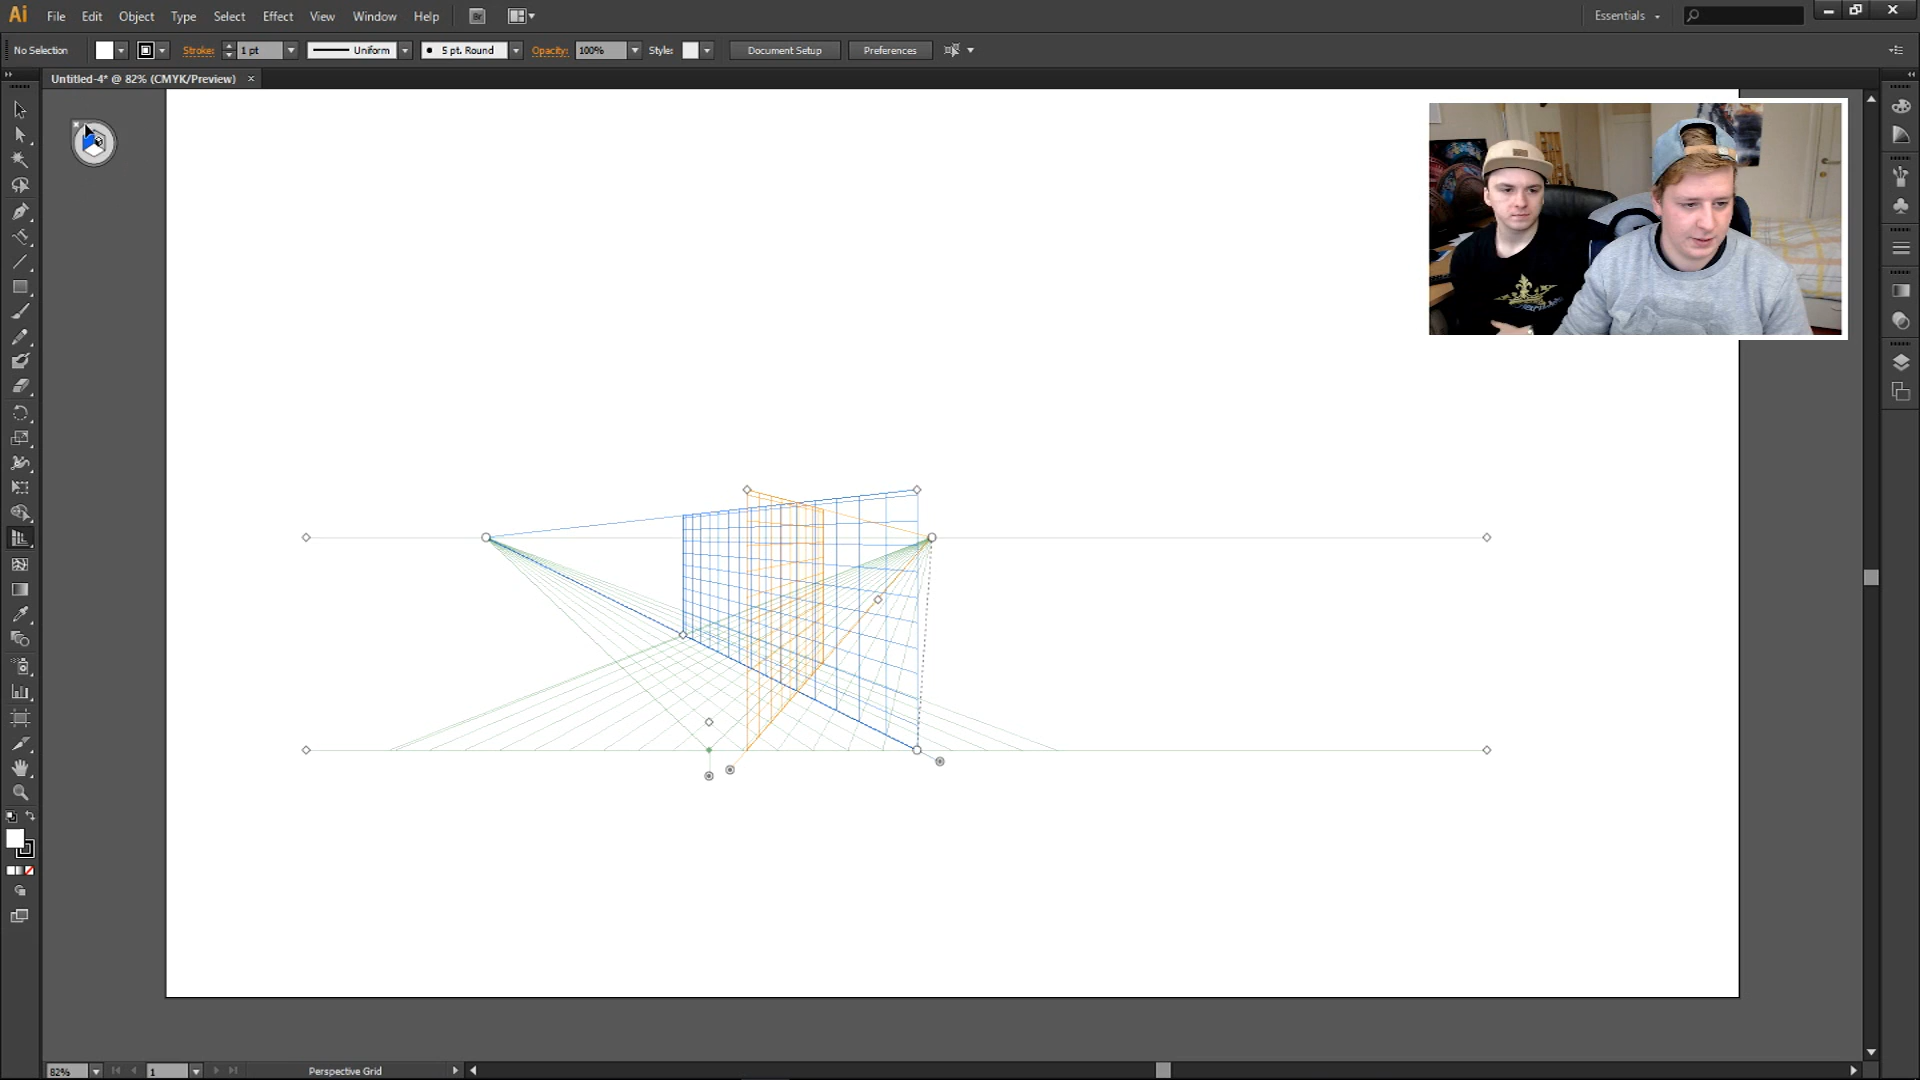 Ai File Edit Object Type Select Effect View Window Help Br Essentials
No Selection Stroke: 1 pt Uniform 5 pt. Round Opacity: 100% Style: Document Setup Preferences
Untitled-4* @ 82% (CMYK/Preview) ×
82% 1 Perspective Grid